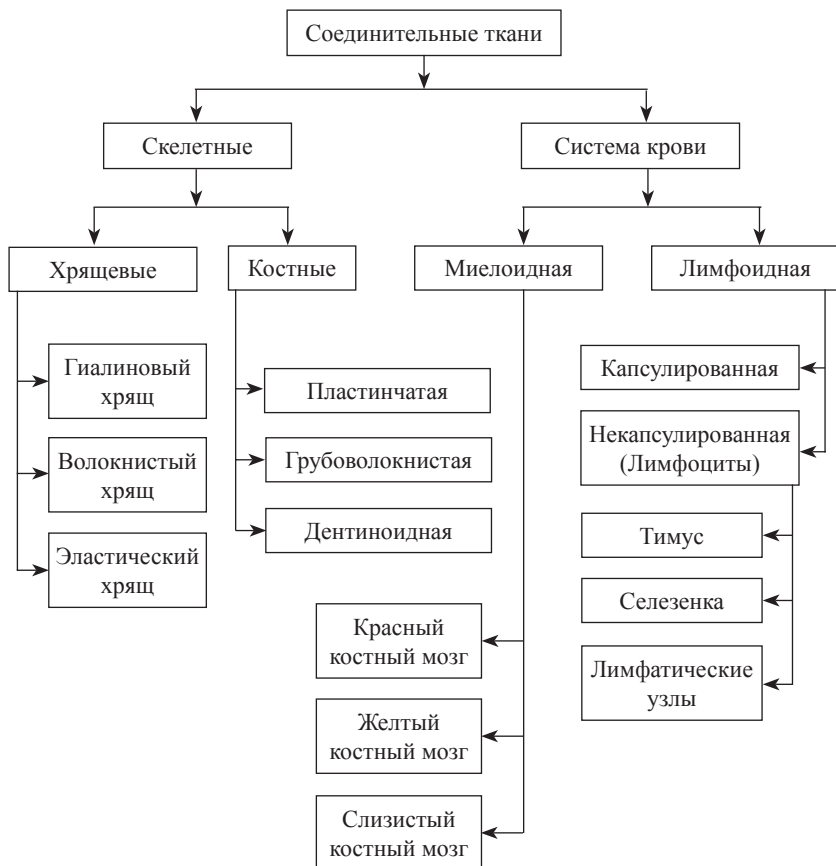 Соединительные ткани
Скелетные
Система крови
Хрящевые
Костные
Миелоидная
Лимфоидная
Гиалиновый
хрящ
Волокнистый
хрящ
Эластический
хрящ
Пластинчатая
Грубоволокнистая
Дентиноидная
Красный
костный мозг
Желтый
костный мозг
Слизистый
костный мозг
Капсулированная
Некапсулированная
(Лимфоциты)
Тимус
Селезенка
Лимфатические
узлы